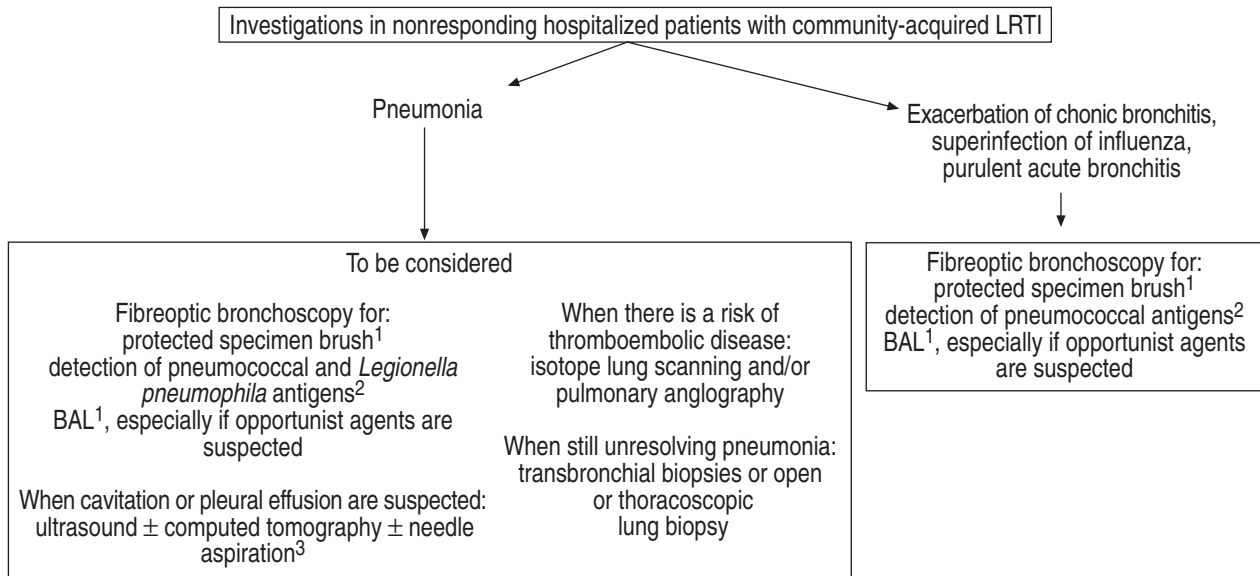 Investigations in nonresponding hospitalized patients with community-acquired LRTI
Pneumonia
Exacerbation of chonic bronchitis,
superinfection of influenza,
purulent acute bronchitis
To be considered
Fibreoptic bronchoscopy for:
protected specimen brush1
detection of pneumococcal and Legionella
pneumophila antigens2
BAL1, especially if opportunist agents are
suspected
When cavitation or pleural effusion are suspected:
ultrasound ± computed tomography ± needle
aspiration3
When there is a risk of
thromboembolic disease:
isotope lung scanning and/or
pulmonary anglography
When still unresolving pneumonia:
transbronchial biopsies or open
or thoracoscopic
lung biopsy
Fibreoptic bronchoscopy for:
protected specimen brush1
detection of pneumococcal antigens2
BAL1, especially if opportunist agents
are suspected